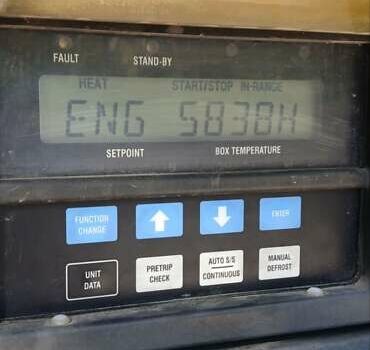 FAULT STAND-BY
HEAT START/STOP IN-RANGE
ENG 5838H
SETPOINT BOX TEMPERATURE
FUNCTION CHANGE ENTER
UNIT DATA PRETRIP CHECK AUTO S/S CONTINUOUS MANUAL DEFROST